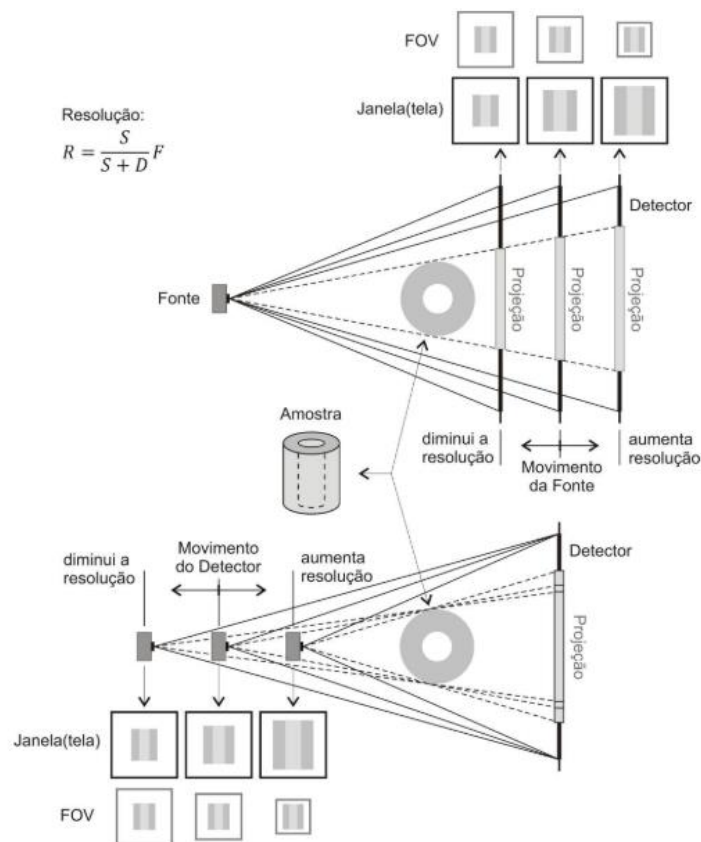 FOV
Janela(tela)
Resolução:
R = S / (S + D) F
Detector
Fonte
Projeção
Projeção
Projeção
Amostra
diminui a
resolução
Movimento
da Fonte
aumenta
resolução
diminui a
resolução
Movimento
do Detector
aumenta
resolução
Detector
Projeção
Janela(tela)
FOV